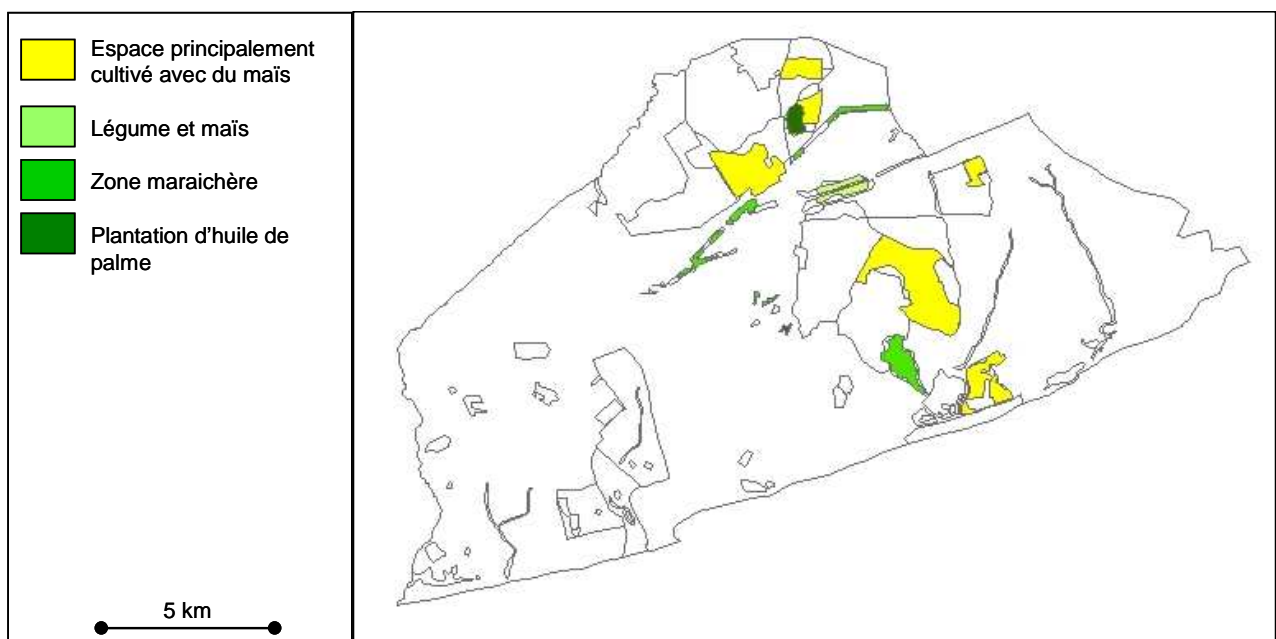 Espace principalement
cultivé avec du maïs
Légume et maïs
Zone maraichère
Plantation d'huile de
palme
5 km